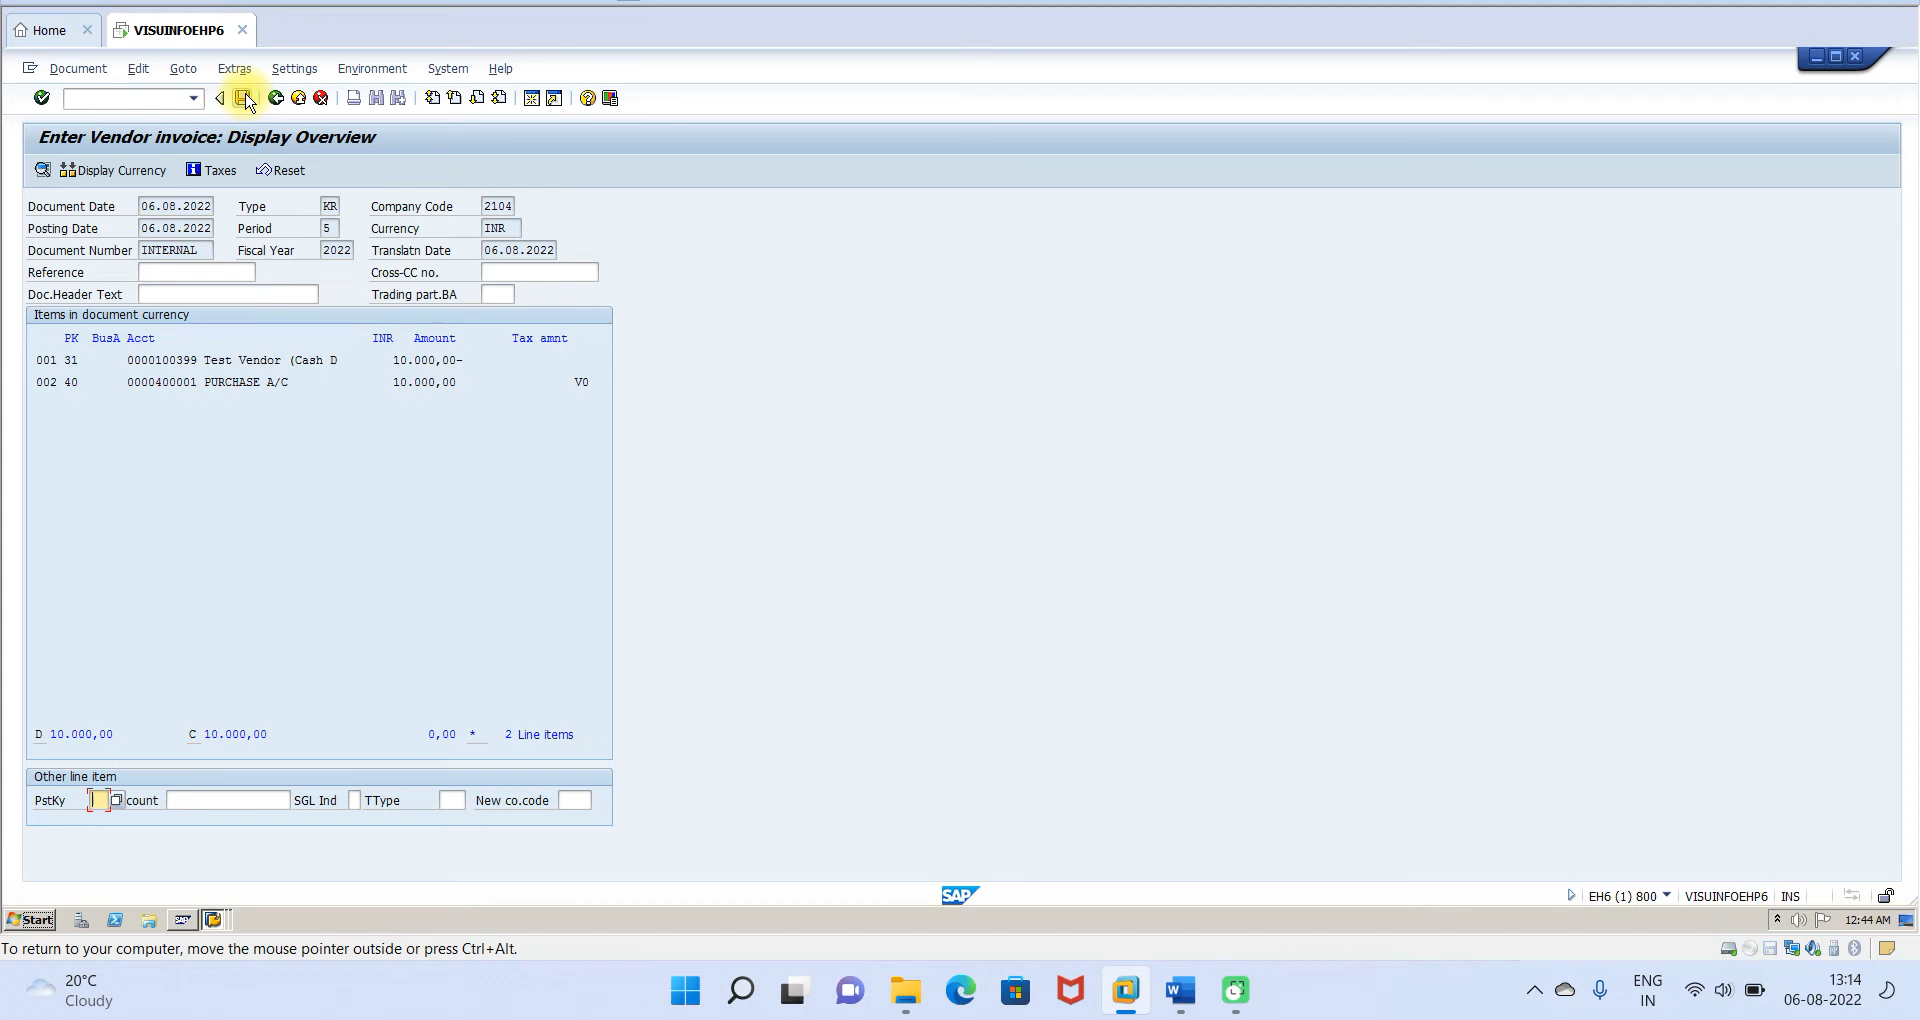 Home
VISUINFOEHP6
Document Edit Goto Extras Settings Environment System Help
Enter Vendor invoice: Display Overview
Display Currency Taxes Reset
Document Date 06.08.2022 Type KR Company Code 2104
Posting Date 06.08.2022 Period 5 Currency INR
Document Number INTERNAL Fiscal Year 2022 Translatn Date 06.08.2022
Reference Cross-CC no.
Doc.Header Text Trading part.BA
Items in document currency
PK BusA Acct INR Amount Tax amnt
001 31 0000100399 Test Vendor (Cash D 10.000,00-
002 40 0000400001 PURCHASE A/C 10.000,00 V0
D 10.000,00 C 10.000,00 0,00 * 2 Line items
Other line item
PstKy count SGL Ind TType New co.code
SAP
EH6 (1) 800 VISUINFOEHP6 INS
Start
12:44 AM
To return to your computer, move the mouse pointer outside or press Ctrl+Alt.
20°C
Cloudy
ENG
IN
13:14
06-08-2022